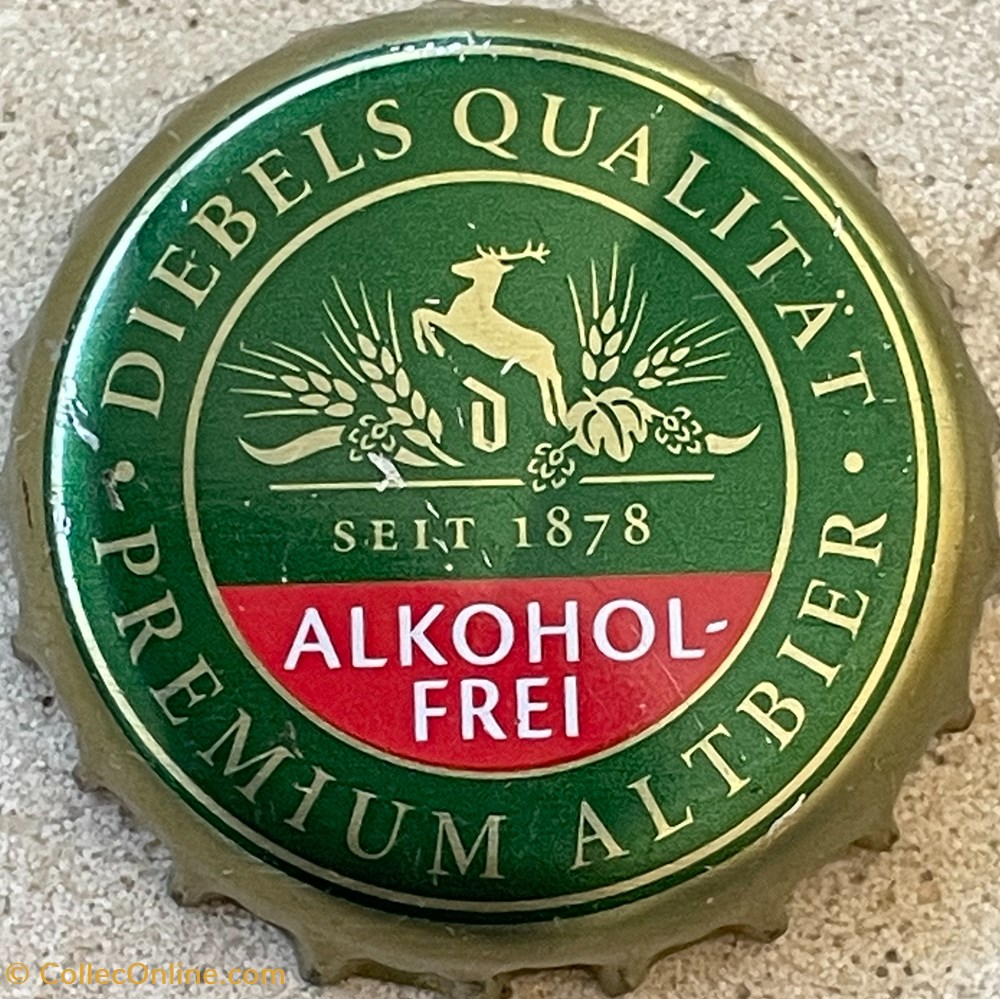 DIEBELS QUALITÄT
d
SEIT 1878
ALKOHOL-
FREI
• PREMIUM ALTBIER •
© CollecOnline.com